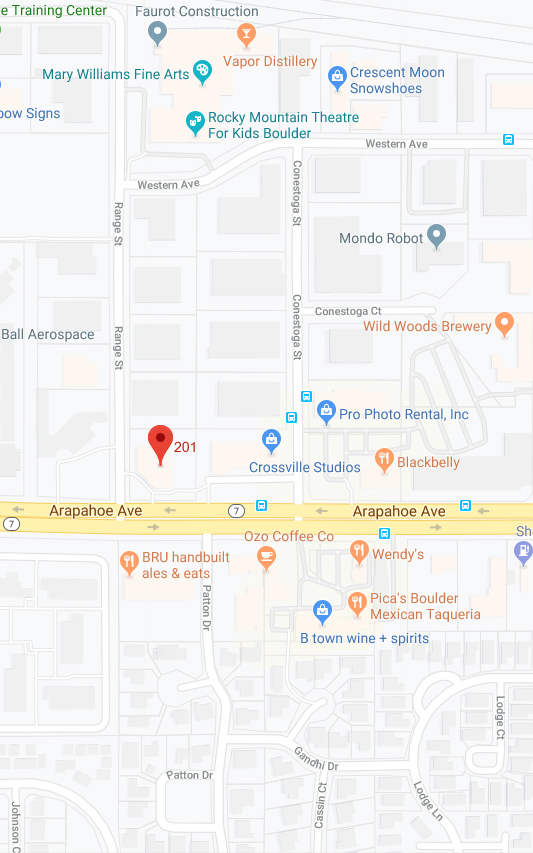 e Training Center
Faurot Construction
Vapor Distillery
Mary Williams Fine Arts
Crescent Moon
Snowshoes
bow Signs
Rocky Mountain Theatre
For Kids Boulder
Western Ave
Western Ave
Range St
Conestoga St
Mondo Robot
Conestoga St
Conestoga Ct
Wild Woods Brewery
Ball Aerospace
Range St
Pro Photo Rental, Inc
201
Crossville Studios
Blackbelly
Arapahoe Ave
7
Arapahoe Ave
7
Ozo Coffee Co
Sh
BRU handbuilt
ales & eats
Wendy's
Patton Dr
Pica's Boulder
Mexican Taqueria
B town wine + spirits
Lodge Ct
Gandhi Dr
Patton Dr
Cassin Ct
Lodge Ln
Johnson C